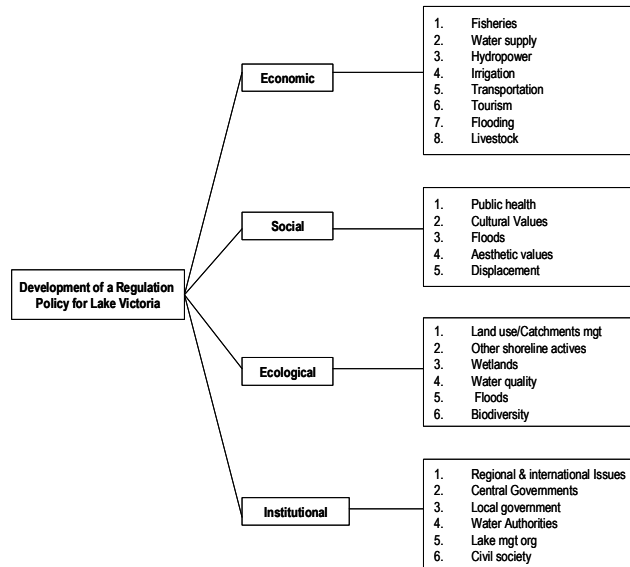 Development of a Regulation
Policy for Lake Victoria
Economic
1. Fisheries
2. Water supply
3. Hydropower
4. Irrigation
5. Transportation
6. Tourism
7. Flooding
8. Livestock
Social
1. Public health
2. Cultural Values
3. Floods
4. Aesthetic values
5. Displacement
Ecological
1. Land use/Catchments mgt
2. Other shoreline actives
3. Wetlands
4. Water quality
5. Floods
6. Biodiversity
Institutional
1. Regional & international Issues
2. Central Governments
3. Local government
4. Water Authorities
5. Lake mgt org
6. Civil society